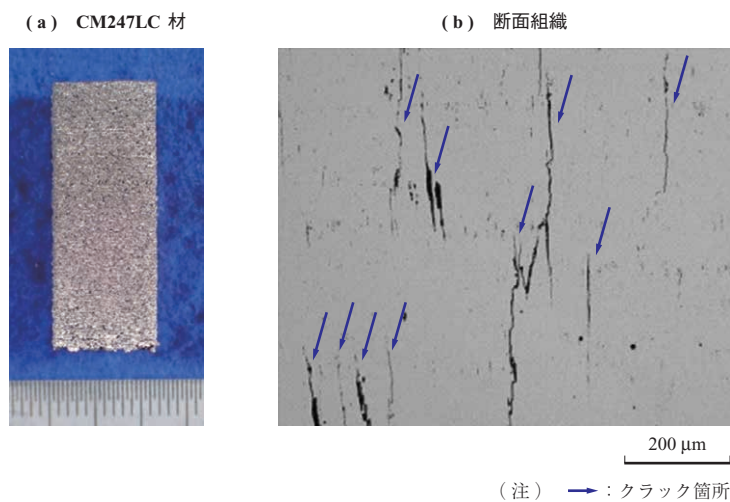 ( a ) CM247LC 材
( b ) 断面組織
200 μm
( 注 ) : クラック箇所